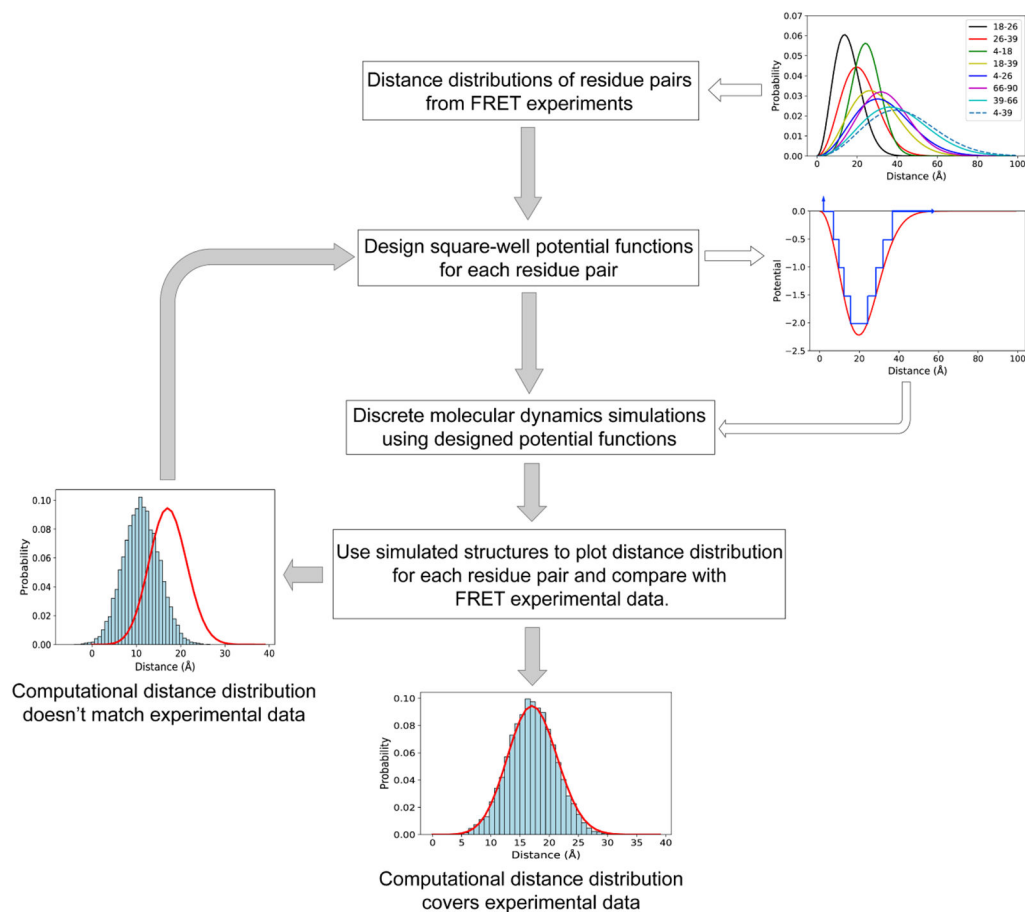 Distance distributions of residue pairs
from FRET experiments
Probability
0.07
0.06
0.05
0.04
0.03
0.02
0.01
0.00
18-26
26-39
4-18
18-39
4-26
66-90
39-66
4-39
0 20 40 60 80 100
Distance (Å)
Design square-well potential functions
for each residue pair
Potential
0.0
−0.5
−1.0
−1.5
−2.0
−2.5
0 20 40 60 80 100
Distance (Å)
Discrete molecular dynamics simulations
using designed potential functions
Use simulated structures to plot distance distribution
for each residue pair and compare with
FRET experimental data.
Probability
0.10
0.08
0.06
0.04
0.02
0.00
0 10 20 30 40
Distance (Å)
Computational distance distribution
doesn't match experimental data
Probability
0.10
0.08
0.06
0.04
0.02
0.00
0 5 10 15 20 25 30 35 40
Distance (Å)
Computational distance distribution
covers experimental data